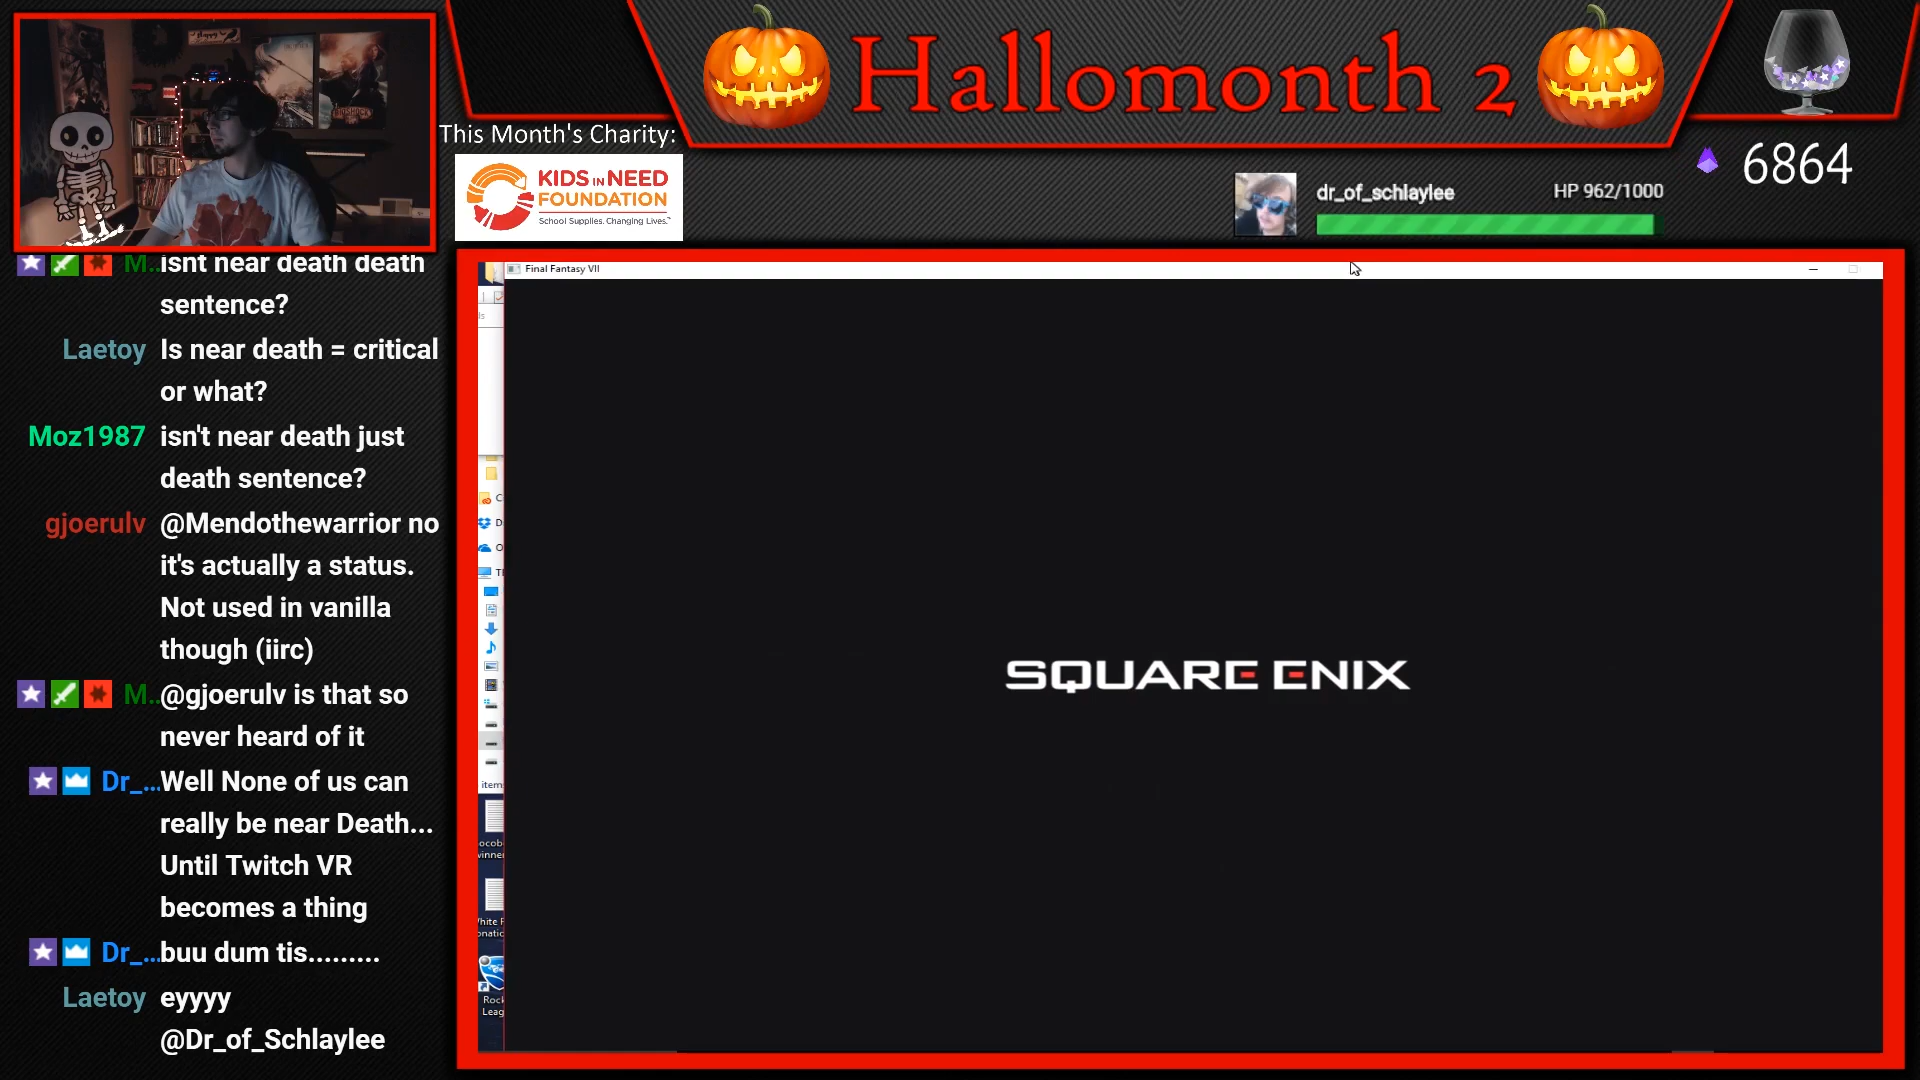 Hallomonth 2
This Month's Charity:
KIDS IN NEED
FOUNDATION
School Supplies. Changing Lives.™
dr_of_schlaylee HP 962/1000
6864
M..isnt near death death
sentence?
Laetoy Is near death = critical
or what?
Moz1987 isn't near death just
death sentence?
gjoerulv @Mendothewarrior no
it's actually a status.
Not used in vanilla
though (iirc)
M..@gjoerulv is that so
never heard of it
Dr_...Well None of us can
really be near Death...
Until Twitch VR
becomes a thing
Dr_...buu dum tis.........
Laetoy eyyyy
@Dr_of_Schlaylee
Final Fantasy VII
SQUARE ENIX
items
Rock
Leag